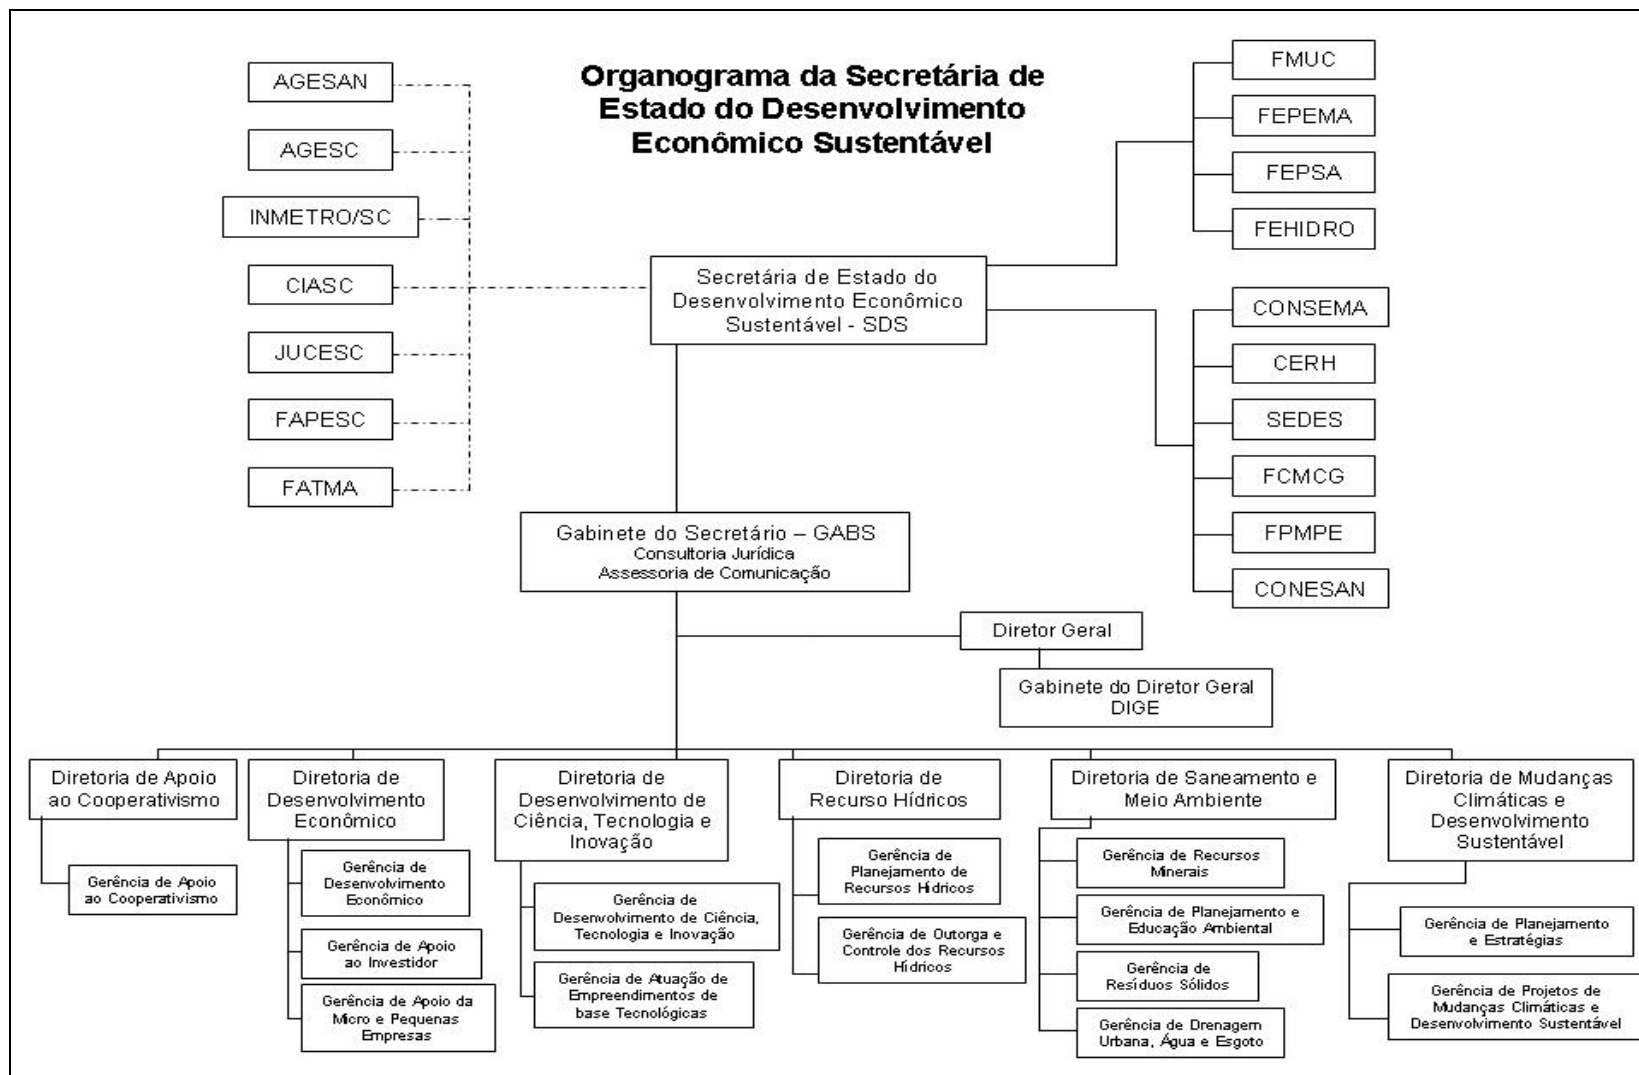 Organograma da Secretária de
Estado do Desenvolvimento
Econômico Sustentável
AGESAN
AGESC
INMETRO/SC
CIASC
JUCESC
FAPESC
FATMA
FMUC
FEPEMA
FEPSA
FEHIDRO
Secretária de Estado do
Desenvolvimento Econômico
Sustentável - SDS
CONSEMA
CERH
SEDES
FCMCG
FPMPE
CONESAN
Gabinete do Secretário – GABS
Consultoria Jurídica
Assessoria de Comunicação
Diretor Geral
Gabinete do Diretor Geral
DIGE
Diretoria de Apoio
ao Cooperativismo
Gerência de Apoio
ao Cooperativismo
Diretoria de
Desenvolvimento
Econômico
Gerência de
Desenvolvimento
Econômico
Gerência de Apoio
ao Investidor
Gerência de Apoio da
Micro e Pequenas
Empresas
Diretoria de
Desenvolvimento de
Ciência, Tecnologia e
Inovação
Gerência de
Desenvolvimento de Ciência,
Tecnologia e Inovação
Gerência de Atuação de
Empreendimentos de
base Tecnológicas
Diretoria de
Recurso Hídricos
Gerência de
Planejamento de
Recursos Hídricos
Gerência de Outorga e
Controle dos Recursos
Hídricos
Diretoria de Saneamento e
Meio Ambiente
Gerência de Recursos
Minerais
Gerência de Planejamento e
Educação Ambiental
Gerência de
Resíduos Sólidos
Gerência de Drenagem
Urbana, Água e Esgoto
Diretoria de Mudanças
Climáticas e
Desenvolvimento
Sustentável
Gerência de Planejamento
e Estratégias
Gerência de Projetos de
Mudanças Climáticas e
Desenvolvimento Sustentável